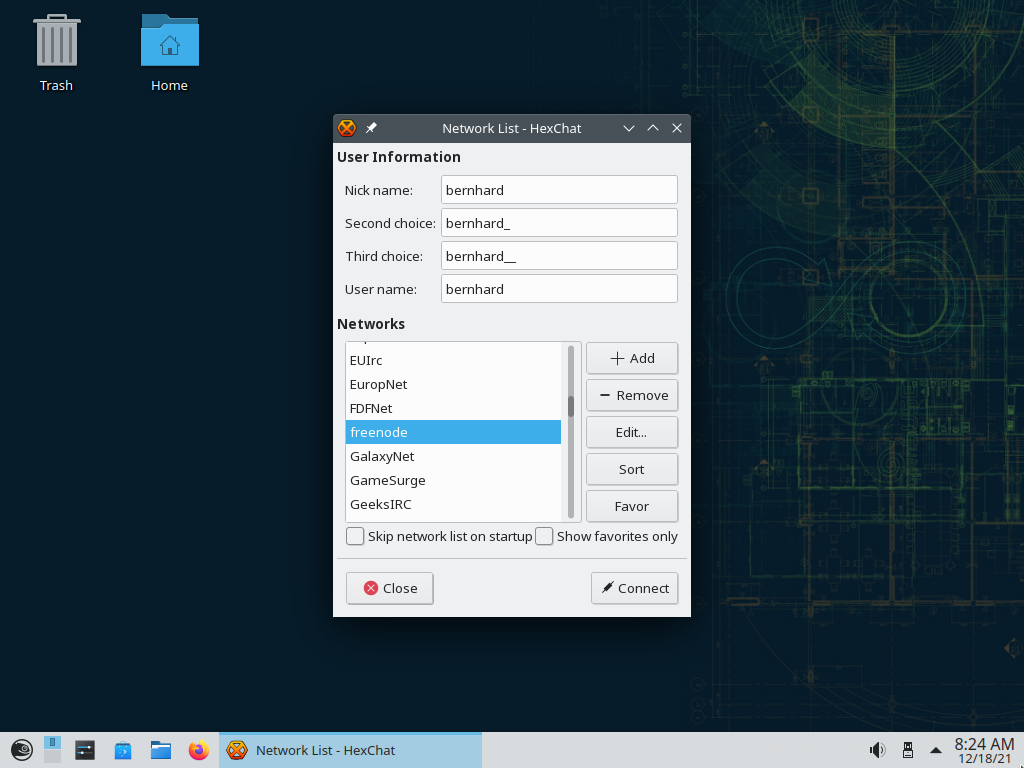 Trash
Home
Network List - HexChat
User Information
Nick name: bernhard
Second choice: bernhard_
Third choice: bernhard__
User name: bernhard
Networks
EUIrc
EuropNet
FDFNet
freenode
GalaxyNet
GameSurge
GeeksIRC
Add
Remove
Edit...
Sort
Favor
Skip network list on startup
Show favorites only
Close
Connect
Network List - HexChat
8:24 AM
12/18/21